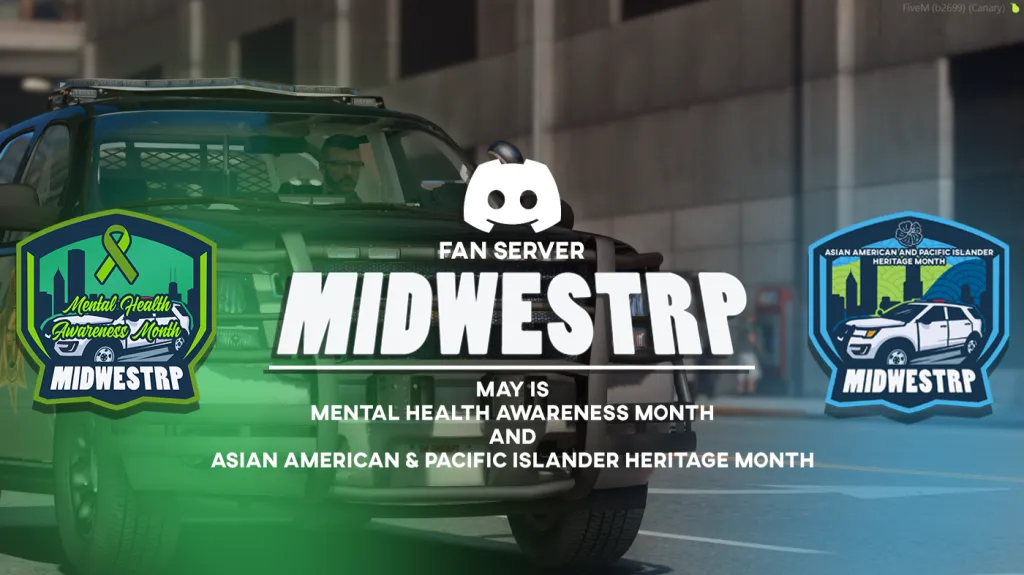 FiveM (b2699) (Canary)
FAN SERVER
MIDWESTRP
MAY IS
MENTAL HEALTH AWARENESS MONTH
AND
ASIAN AMERICAN & PACIFIC ISLANDER HERITAGE MONTH
Mental Health
Awareness Month
MIDWESTRP
ASIAN AMERICAN AND PACIFIC ISLANDER
HERITAGE MONTH
MIDWESTRP